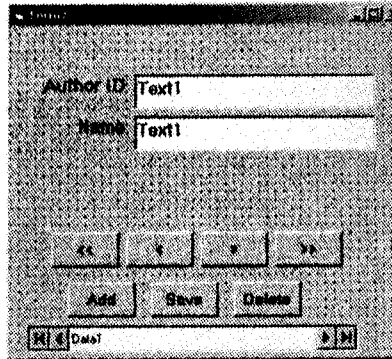 Author ID Text1
Name Text1
<< < > >>
Add Save Delete
Data1